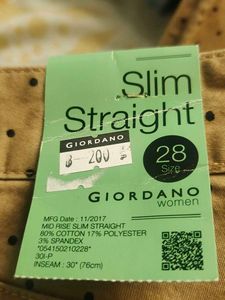 Slim
Straight
GIORDANO
200
28
Size
GIORDANO
women
MFG.Date : 11/2017
MID RISE SLIM STRAIGHT
80% COTTON 17% POLYESTER
3% SPANDEX
*054150210228*
30I-P
INSEAM : 30" (76cm)